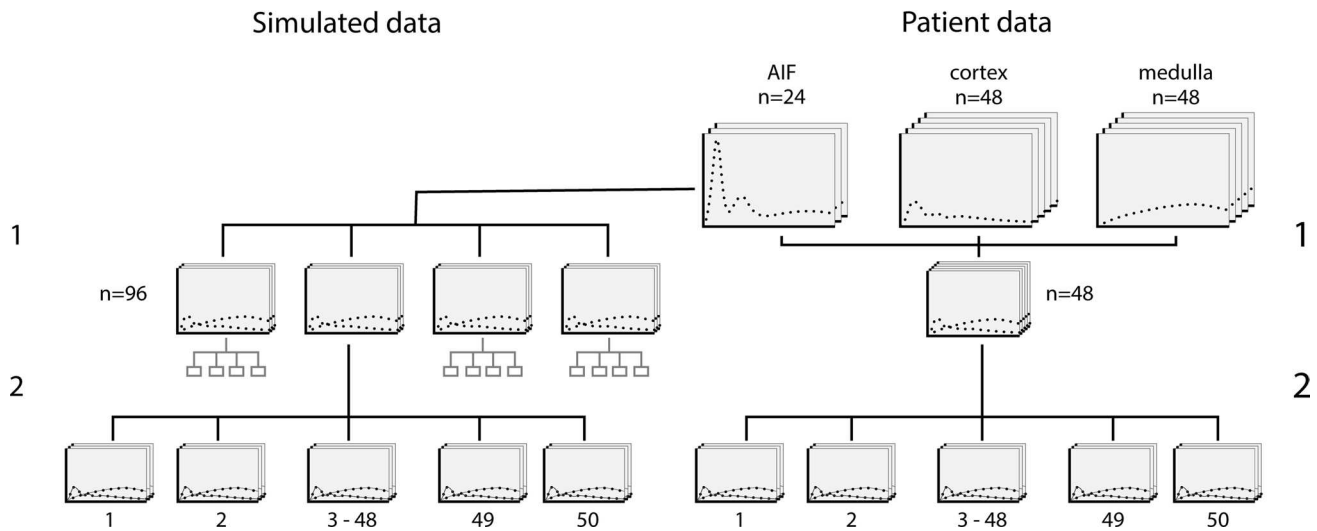 Simulated data
Patient data
AIF
n=24
cortex
n=48
medulla
n=48
1
1
n=96
n=48
2
2
1
2
3 - 48
49
50
1
2
3 - 48
49
50